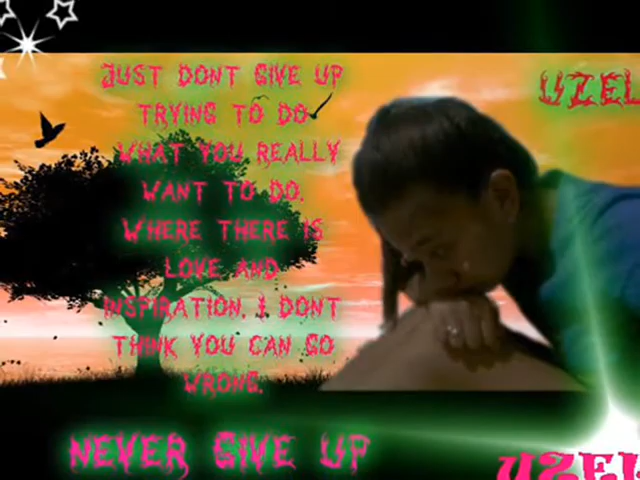 JUST DONT GIVE UP
TRYING TO DO
WHAT YOU REALLY
WANT TO DO.
WHERE THERE IS
LOVE AND
INSPIRATION, I DONT
THINK YOU CAN GO
WRONG.
UZEL
NEVER GIVE UP
UZEL